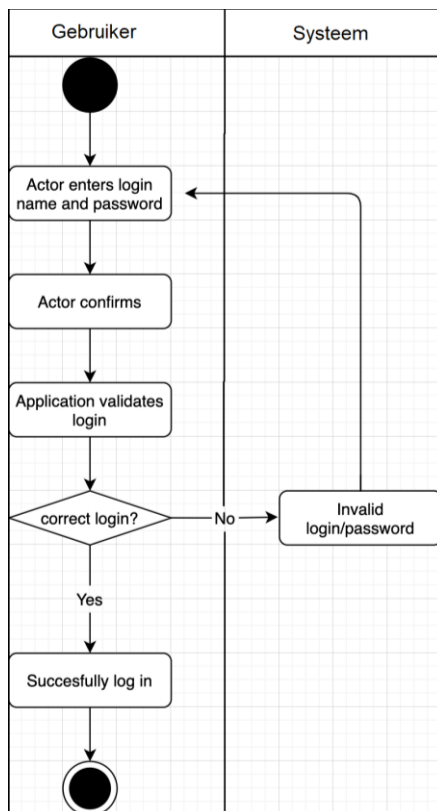 Gebruiker
Systeem
Actor enters login
name and password
Actor confirms
Application validates
login
correct login?
No
Invalid
login/password
Yes
Succesfully log in